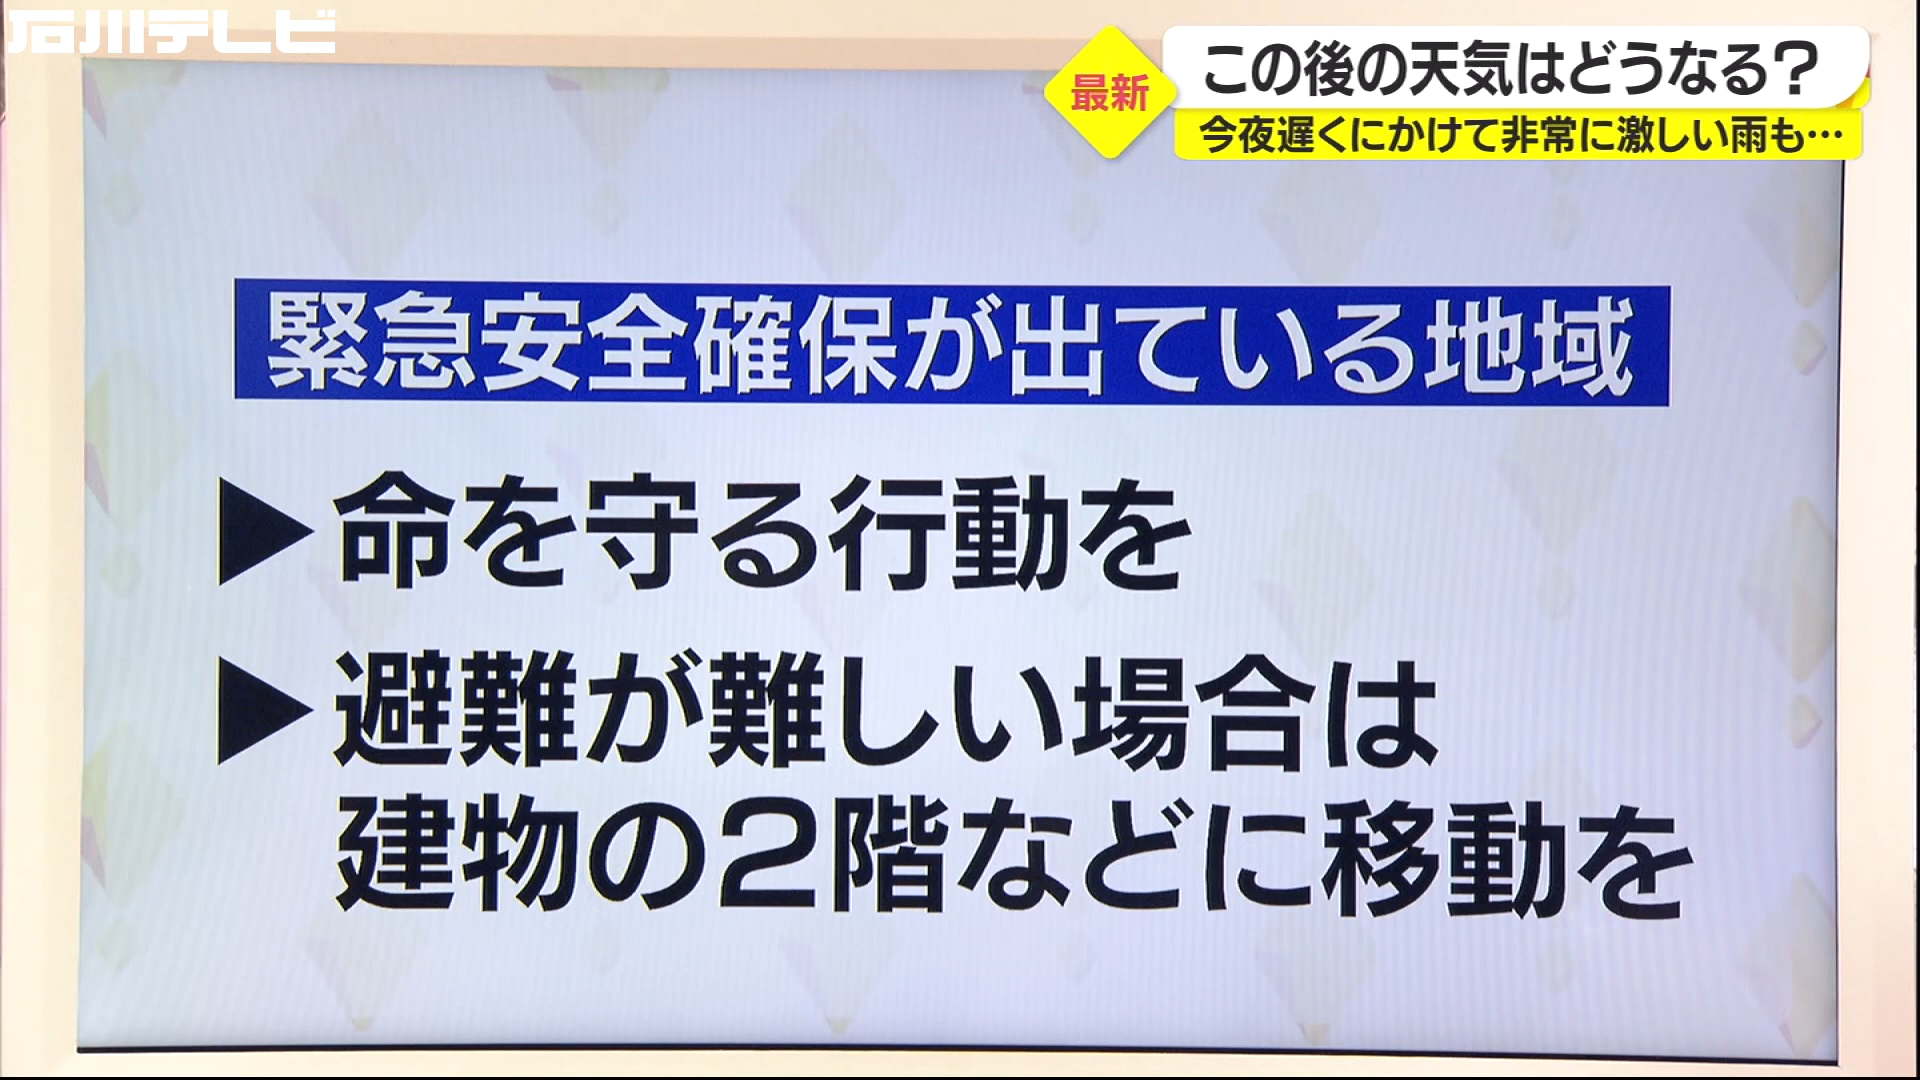 石川テレビ
最新
この後の天気はどうなる？
今夜遅くにかけて非常に激しい雨も…
緊急安全確保が出ている地域
▶命を守る行動を
▶避難が難しい場合は
建物の2階などに移動を